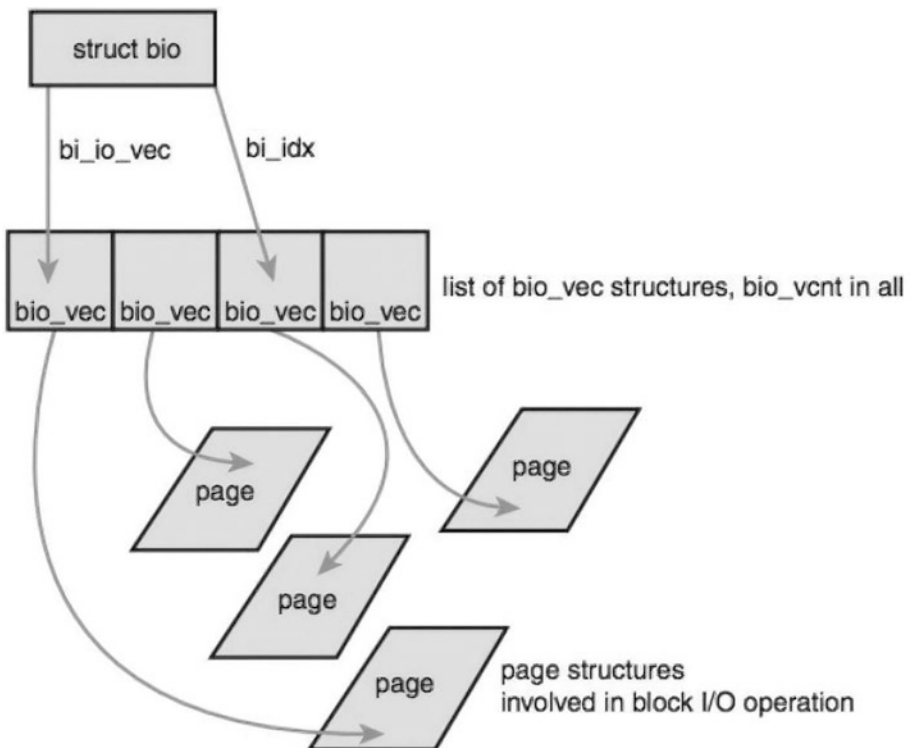 struct bio
bi_io_vec
bi_idx
bio_vec
bio_vec
bio_vec
bio_vec
list of bio_vec structures, bio_vcnt in all
page
page
page
page
page structures
involved in block I/O operation